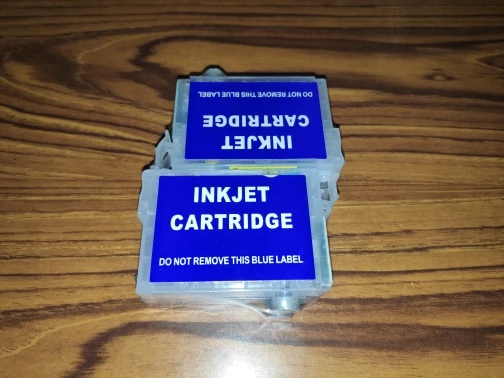 DO NOT REMOVE THIS BLUE LABEL
INKJET
CARTRIDGE
INKJET
CARTRIDGE
DO NOT REMOVE THIS BLUE LABEL